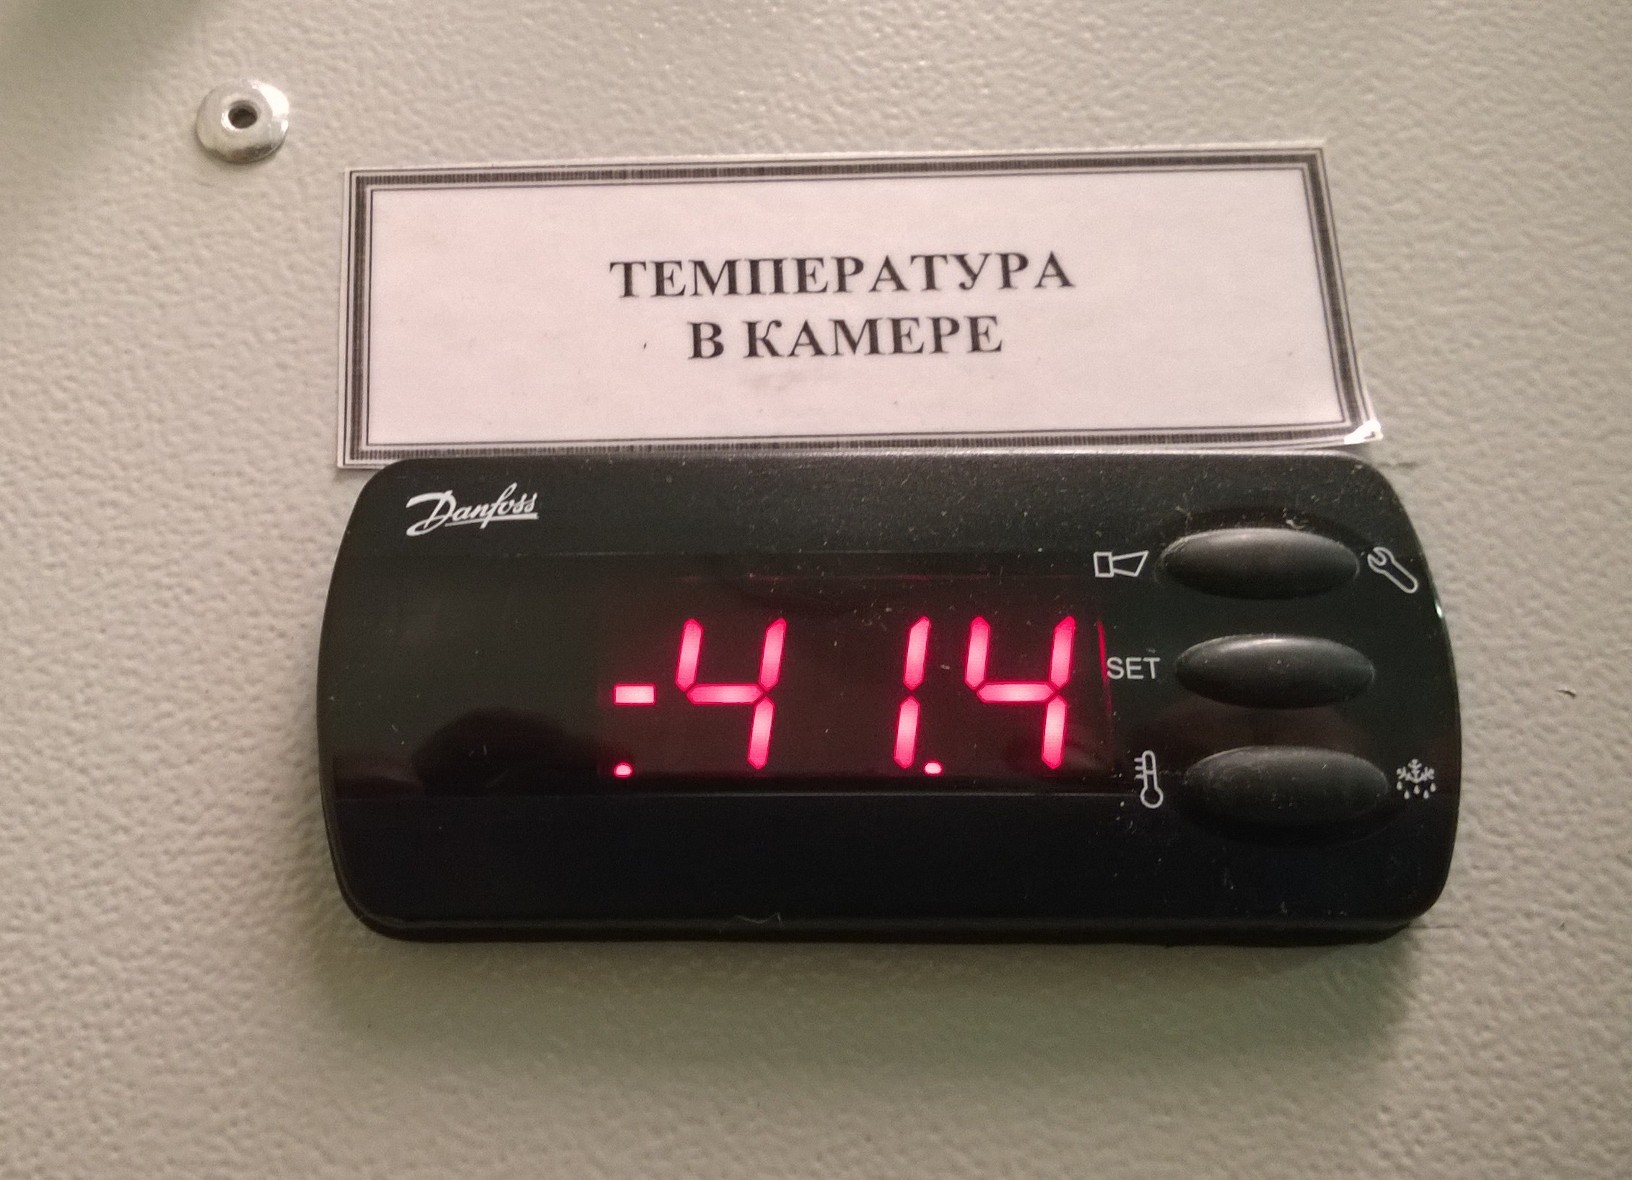 ТЕМПЕРАТУРА
В КАМЕРЕ
Danfoss
-41.4
SET